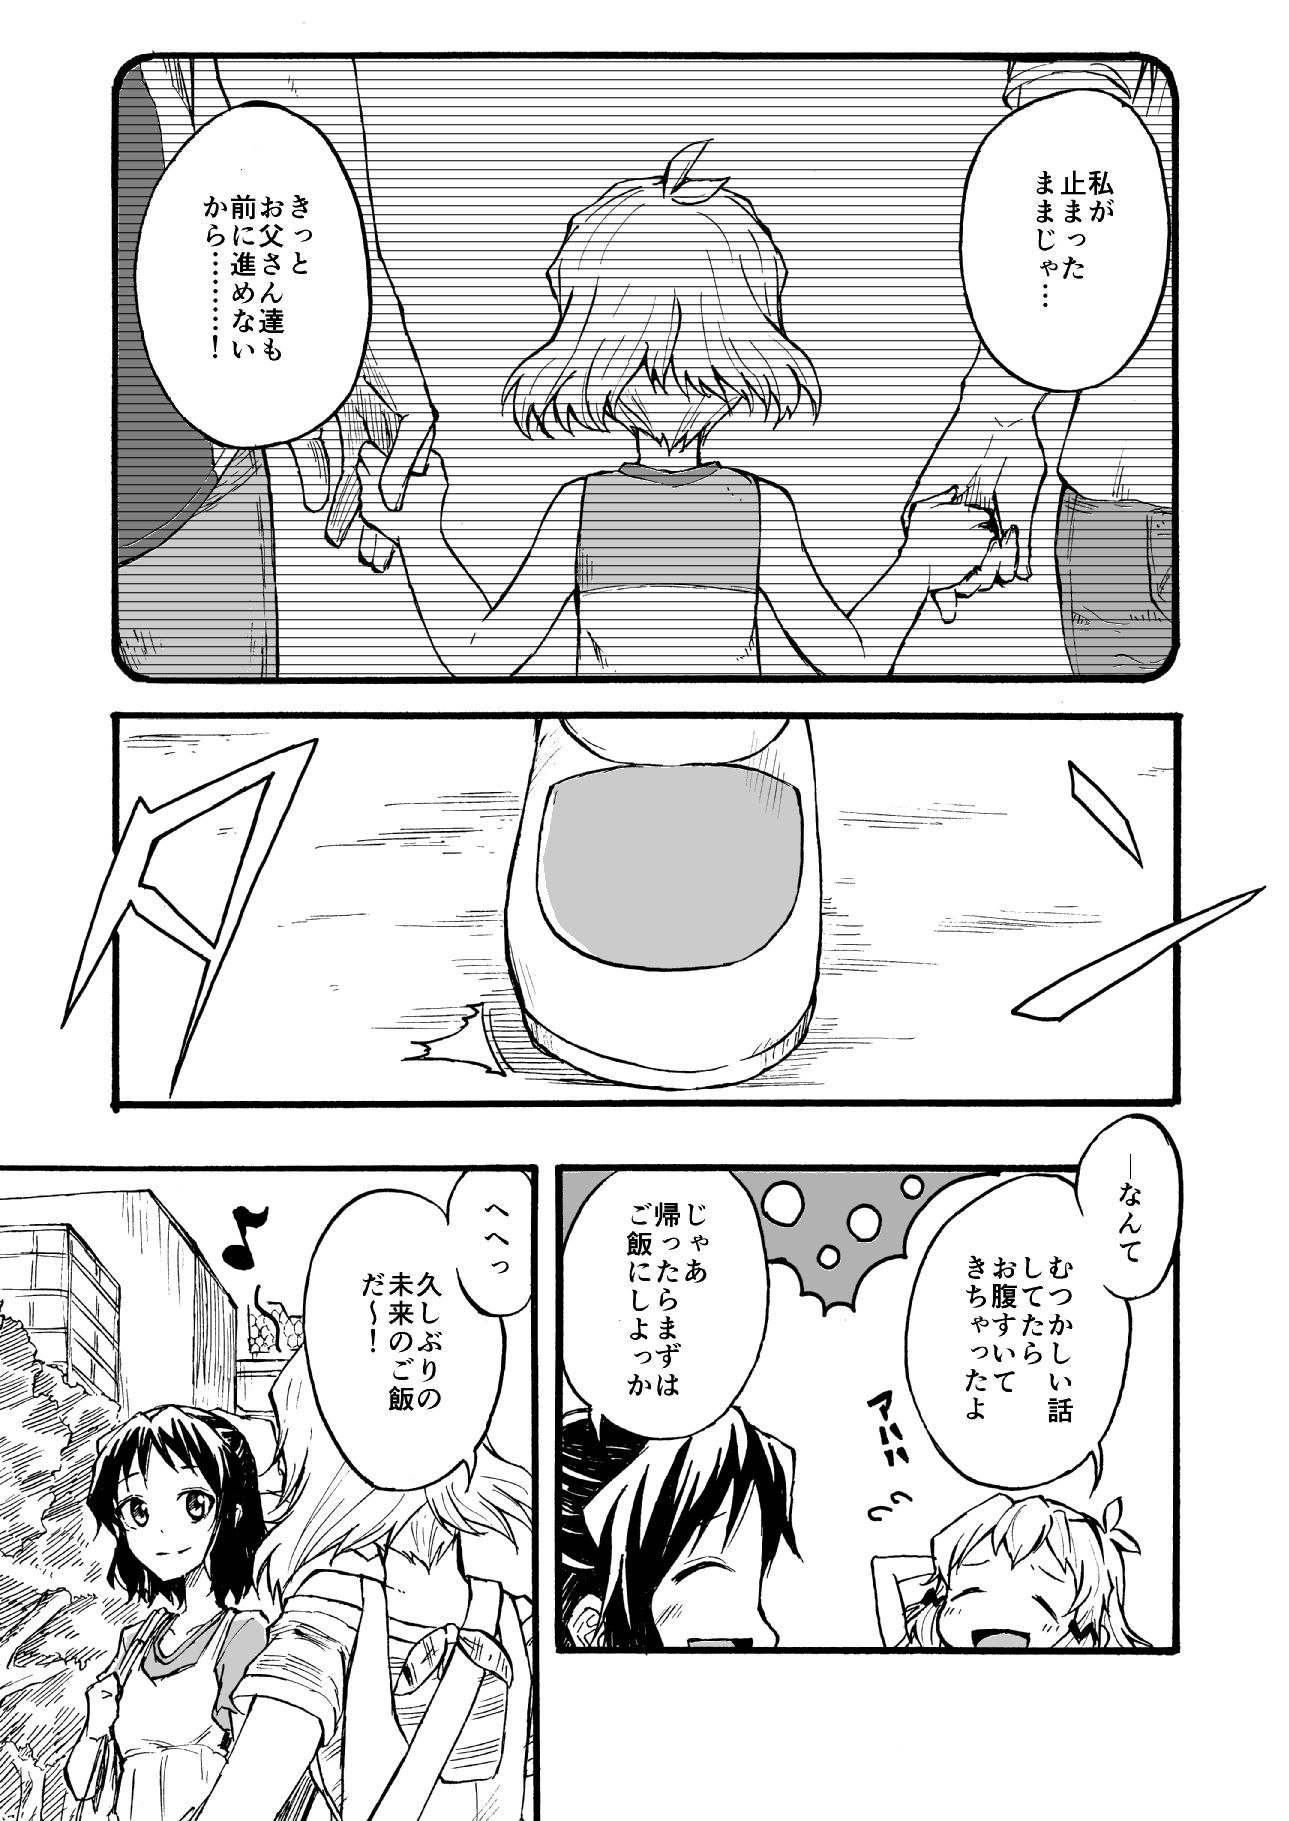 私が
止まった
ままじゃ…
きっと
お父さん達も
前に進めない
から………！
―なんて
むつかしい話
してたら
お腹すいて
きちゃったよ
アハハ
じゃあ
帰ったらまずは
ご飯にしよっか
へへっ
久しぶりの
未来のご飯
だ～！